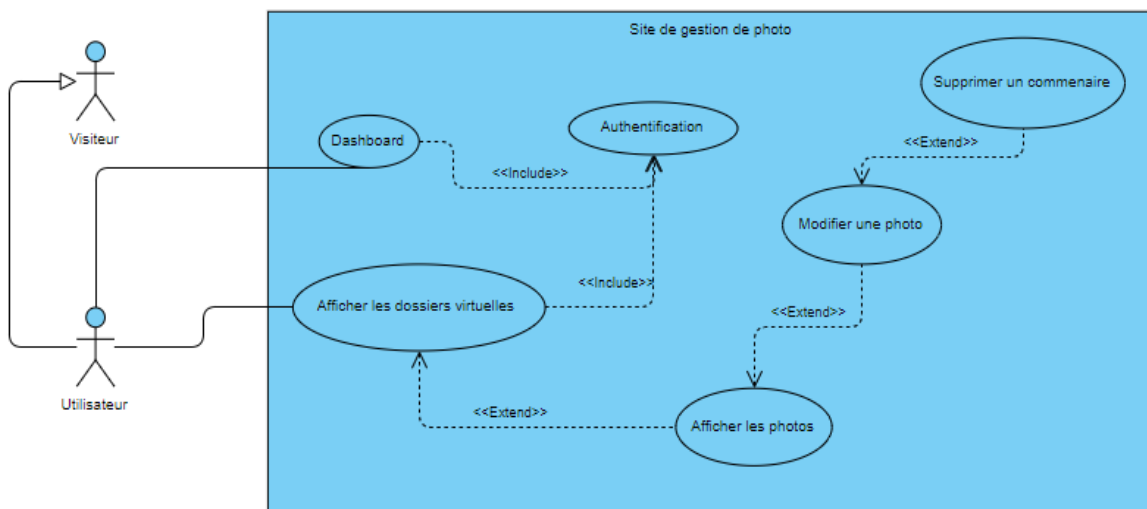 Site de gestion de photo
Visiteur
Supprimer un commenaire
Dashboard
Authentification
<<Extend>>
<<Include>>
Modifier une photo
<<Include>>
Afficher les dossiers virtuelles
<<Extend>>
Utilisateur
<<Extend>>
Afficher les photos